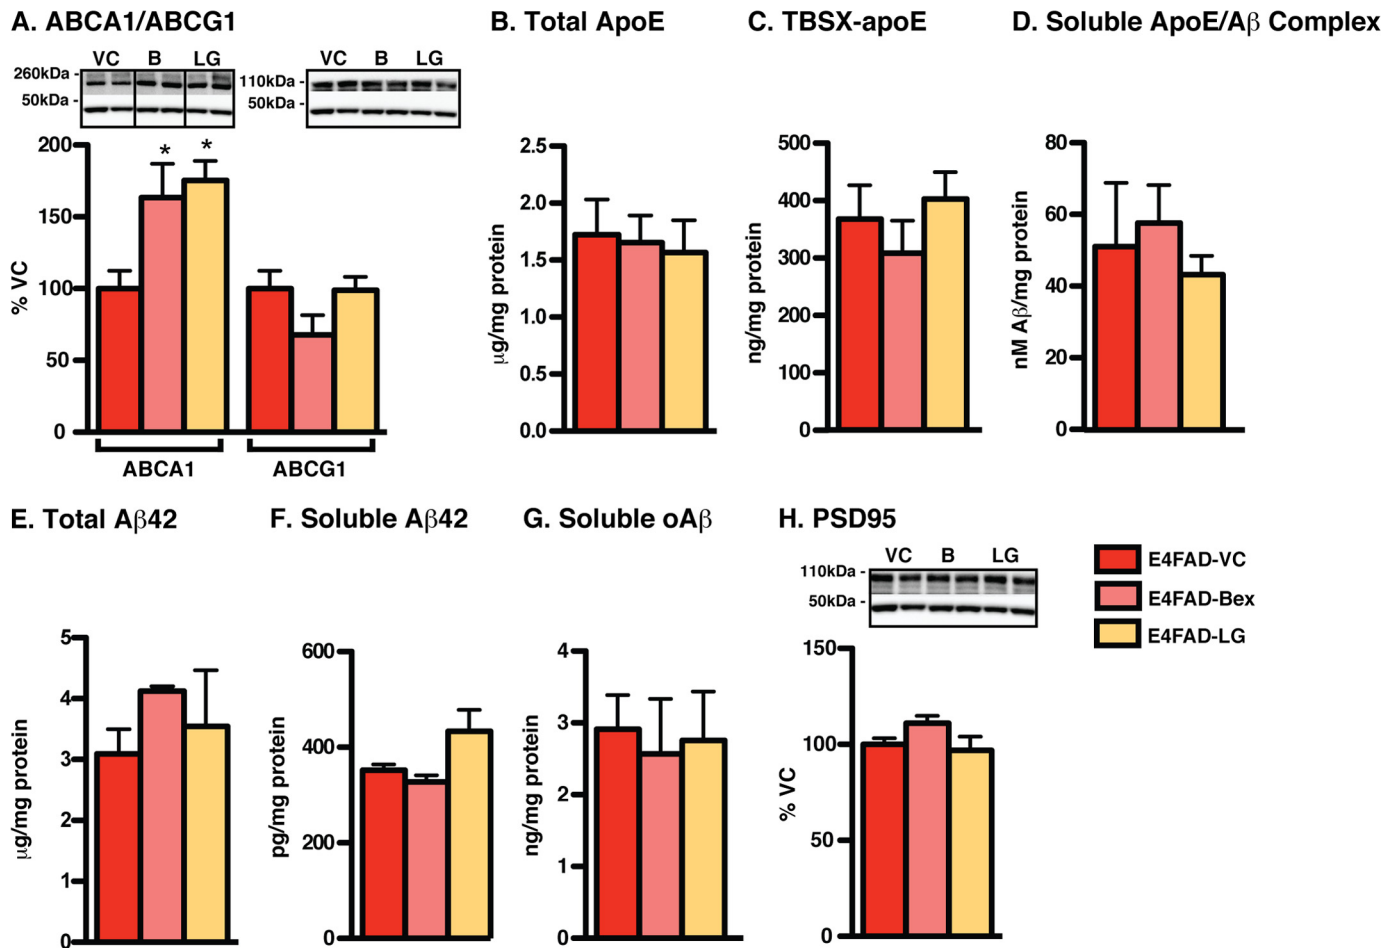 A. ABCA1/ABCG1
VC B LG
260kDa -
50kDa -
VC B LG
110kDa -
50kDa -
% VC
200
150
100
50
0
* *
ABCA1
ABCG1
B. Total ApoE
μg/mg protein
2.5
2.0
1.5
1.0
0.5
0.0
C. TBSX-apoE
ng/mg protein
500
400
300
200
100
0
D. Soluble ApoE/Aβ Complex
nM Aβ/mg protein
80
60
40
20
0
E. Total Aβ42
μg/mg protein
5
4
3
2
1
0
F. Soluble Aβ42
pg/mg protein
600
400
200
0
G. Soluble oAβ
ng/mg protein
4
3
2
1
0
H. PSD95
VC B LG
110kDa -
50kDa -
% VC
150
100
50
0
E4FAD-VC
E4FAD-Bex
E4FAD-LG